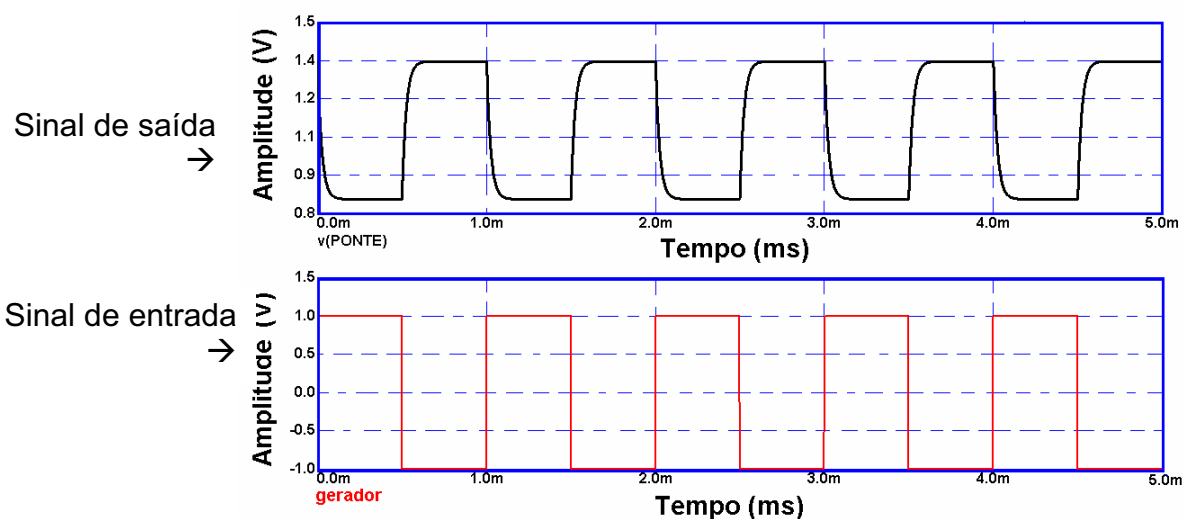 Sinal de saída
→
Amplitude (V)
1.5
1.4
1.2
1.1
0.9
0.8
0.0m 1.0m 2.0m 3.0m 4.0m 5.0m
v(PONTE)
Tempo (ms)
Sinal de entrada
→
Amplitude (V)
1.5
1.0
0.5
0.0
-0.5
-1.0
0.0m 1.0m 2.0m 3.0m 4.0m 5.0m
gerador
Tempo (ms)